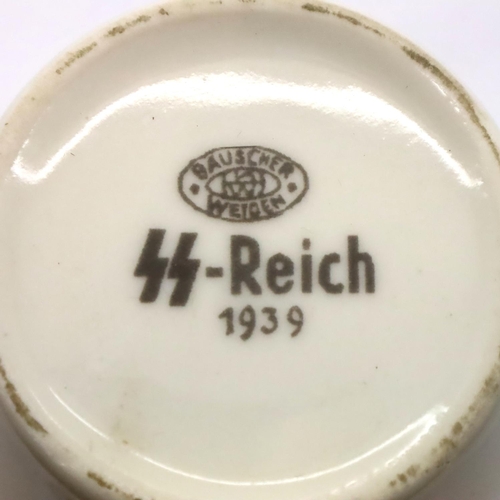 BAUSCHER
WEIDEN
SS-Reich
1939